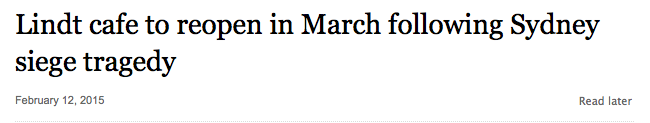 Lindt cafe to reopen in March following Sydney
siege tragedy
February 12, 2015
Read later